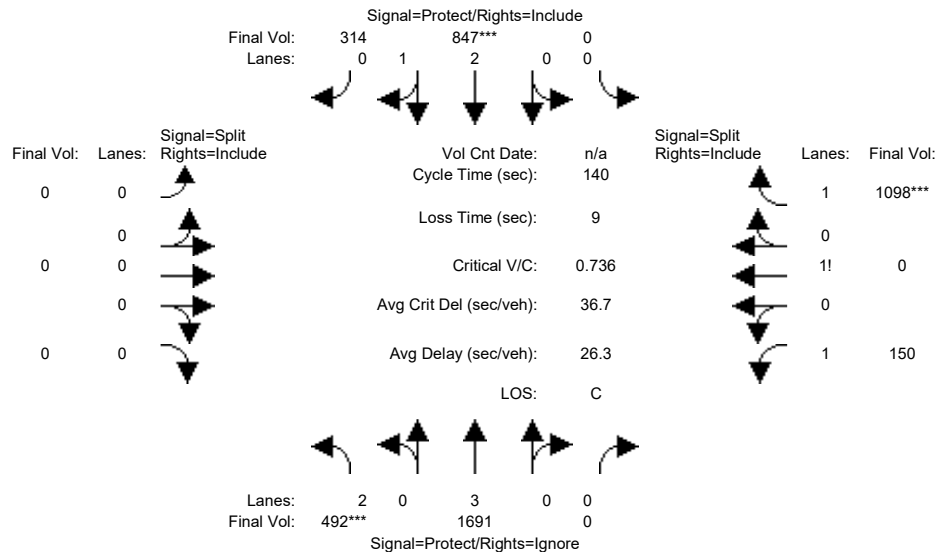 Signal=Protect/Rights=Include
Final Vol: 314 847*** 0
Lanes: 0 1 2 0 0
Signal=Split Signal=Split
Final Vol: Lanes: Rights=Include Vol Cnt Date: n/a Rights=Include Lanes: Final Vol:
Cycle Time (sec): 140
0 0 1 1098***
Loss Time (sec): 9
0 0
0 0 Critical V/C: 0.736 1! 0
0 Avg Crit Del (sec/veh): 36.7 0
0 0 Avg Delay (sec/veh): 26.3 1 150
LOS: C
Lanes: 2 0 3 0 0
Final Vol: 492*** 1691 0
Signal=Protect/Rights=Ignore